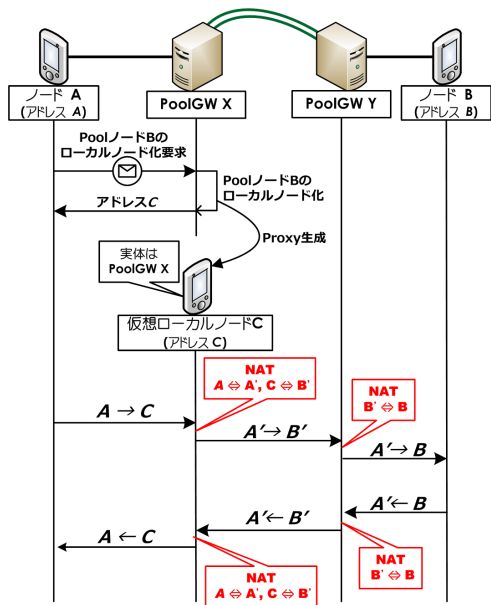 ノード A
(アドレス A)
PoolGW X
PoolGW Y
ノード B
(アドレス B)
PoolノードBの
ローカルノード化要求
PoolノードBの
ローカルノード化
アドレスC
Proxy生成
実体は
PoolGW X
仮想ローカルノードC
(アドレス C)
NAT
A ⇔ A', C ⇔ B'
A → C
NAT
B' ⇔ B
A'→ B'
A'→ B
A'← B
A'← B'
A ← C
NAT
B' ⇔ B
NAT
A ⇔ A', C ⇔ B'